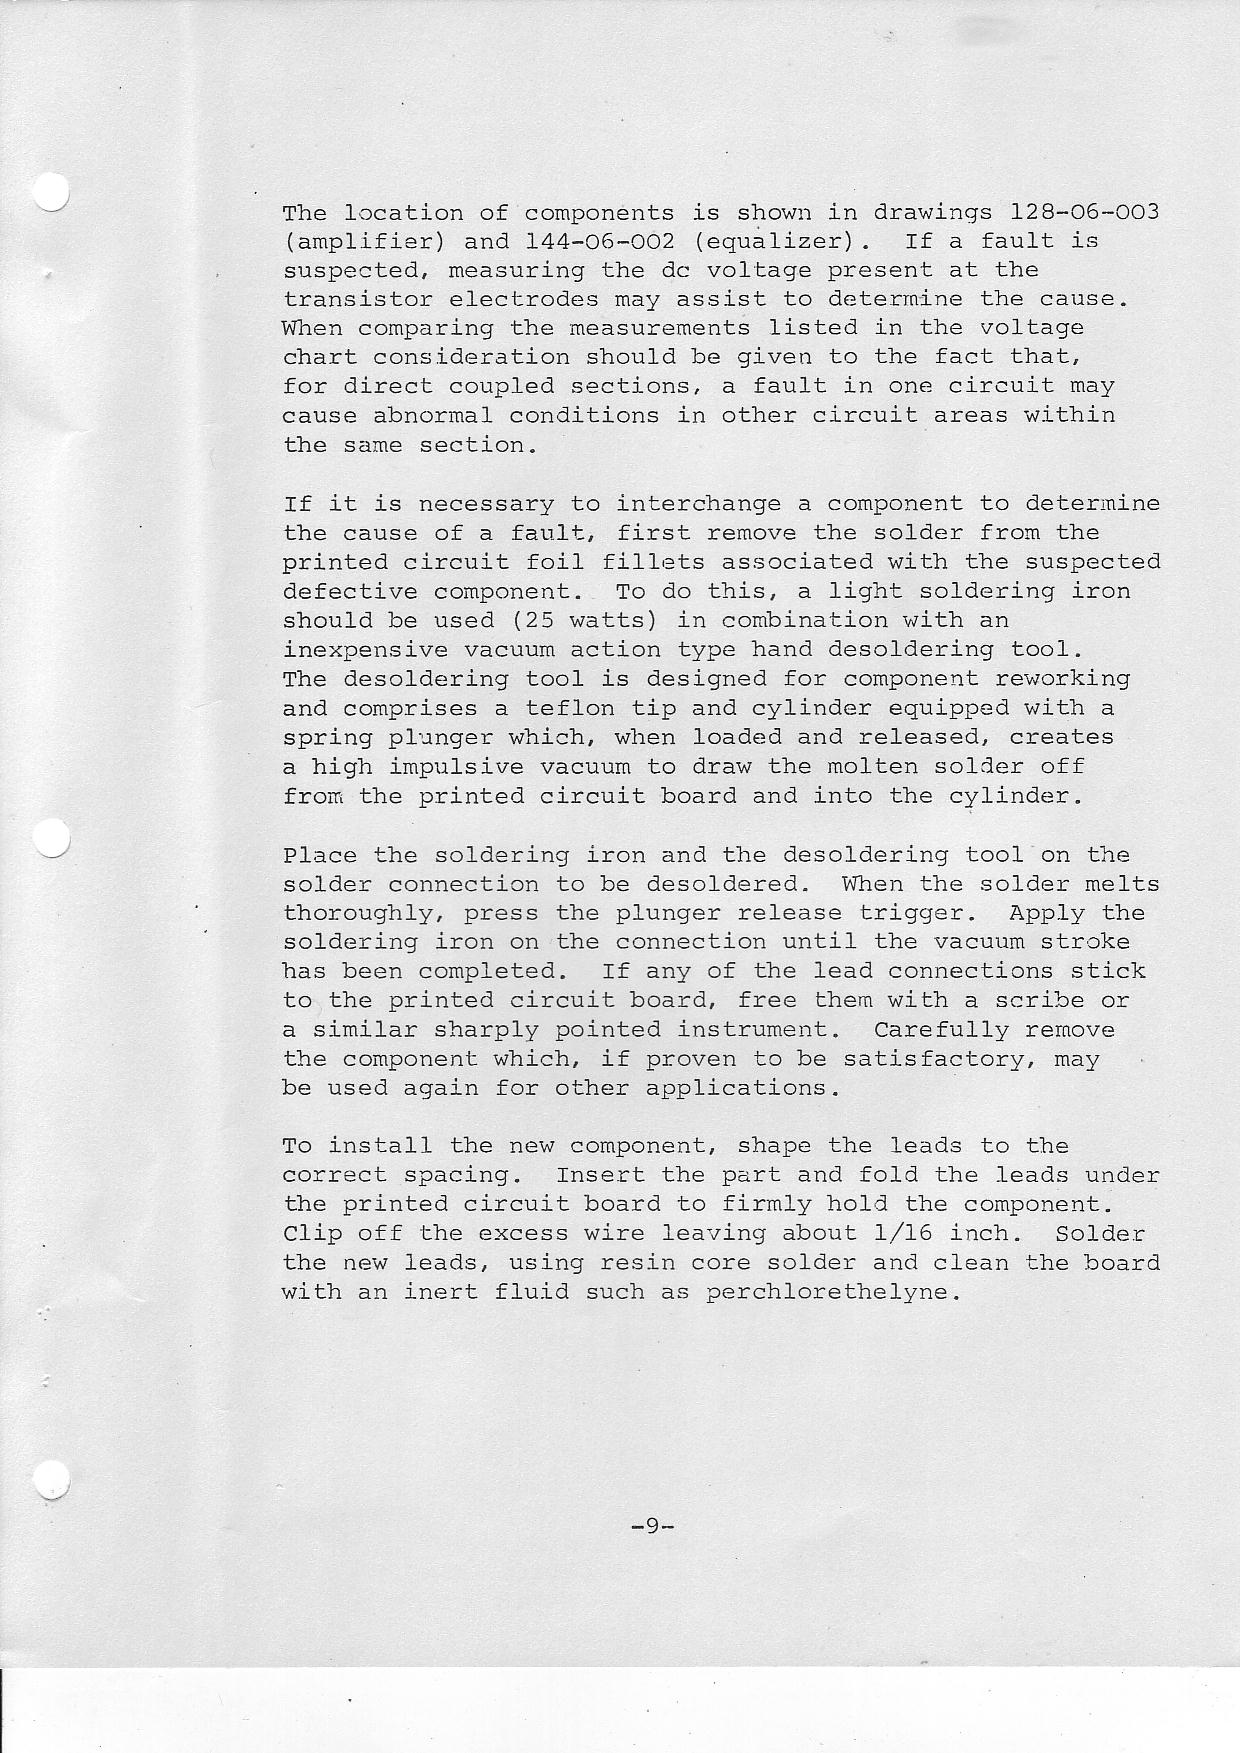 The location of components is shown in drawings 128-06-003
(amplifier) and 144-06-002 (equalizer). If a fault is
suspected, measuring the dc voltage present at the
transistor electrodes may assist to determine the cause.
When comparing the measurements listed in the voltage
chart consideration should be given to the fact that,
for direct coupled sections, a fault in one circuit may
cause abnormal conditions in other circuit areas within
the same section.
If it is necessary to interchange a component to determine
the cause of a fault, first remove the solder from the
printed circuit foil fillets associated with the suspected
defective component. To do this, a light soldering iron
should be used (25 watts) in combination with an
inexpensive vacuum action type hand desoldering tool.
The desoldering tool is designed for component reworking
and comprises a teflon tip and cylinder equipped with a
spring plunger which, when loaded and released, creates
a high impulsive vacuum to draw the molten solder off
from the printed circuit board and into the cylinder.
Place the soldering iron and the desoldering tool on the
solder connection to be desoldered. When the solder melts
thoroughly, press the plunger release trigger. Apply the
soldering iron on the connection until the vacuum stroke
has been completed. If any of the lead connections stick
to the printed circuit board, free them with a scribe or
a similar sharply pointed instrument. Carefully remove
the component which, if proven to be satisfactory, may
be used again for other applications.
To install the new component, shape the leads to the
correct spacing. Insert the part and fold the leads under
the printed circuit board to firmly hold the component.
Clip off the excess wire leaving about 1/16 inch. Solder
the new leads, using resin core solder and clean the board
with an inert fluid such as perchlorethelyne.
-9-